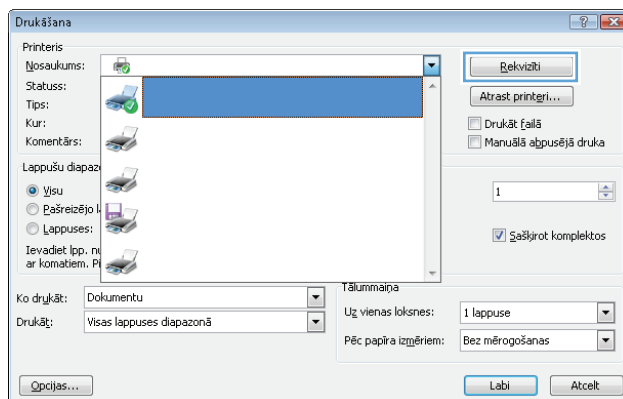 Drukāšana
Printeris
Nosaukums:
Rekvizīti
Statuss:
Tips:
Atrast printeri...
Kur:
Drukāt failā
Komentārs:
Manuālā abpusējā druka
Lappušu diapaz
Visu
1
Pašreizējo l
Lappuses:
Sašķirot komplektos
Ievadiet lpp. nu
ar komatiem. Pi
Tālummaiņa
Ko drukāt: Dokumentu
Uz vienas loksnes: 1 lappuse
Drukāt: Visas lappuses diapazonā
Pēc papīra izmēriem: Bez mērogošanas
Opcijas...
Labi
Atcelt